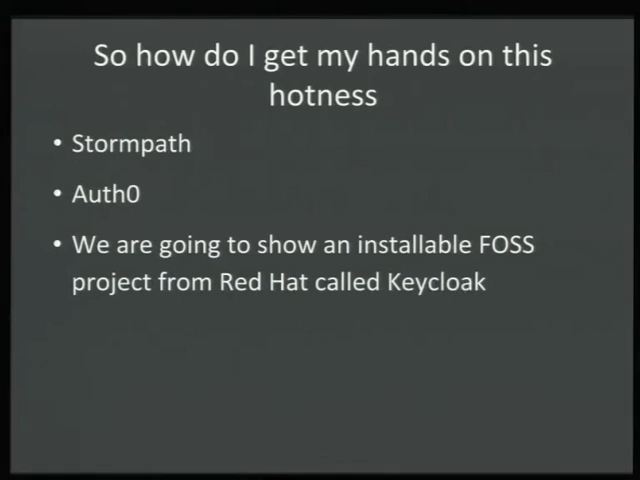 So how do I get my hands on this
hotness
• Stormpath
• Auth0
• We are going to show an installable FOSS
project from Red Hat called Keycloak